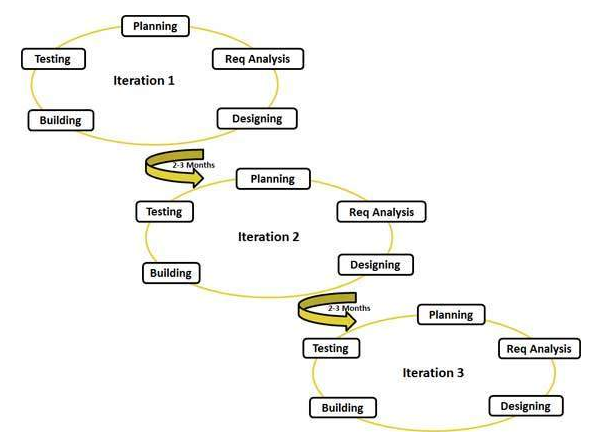 Planning
Testing
Req Analysis
Iteration 1
Building
Designing
2-3 Months
Planning
Testing
Req Analysis
Iteration 2
Designing
Building
2-3 Months
Planning
Testing
Req Analysis
Iteration 3
Building
Designing